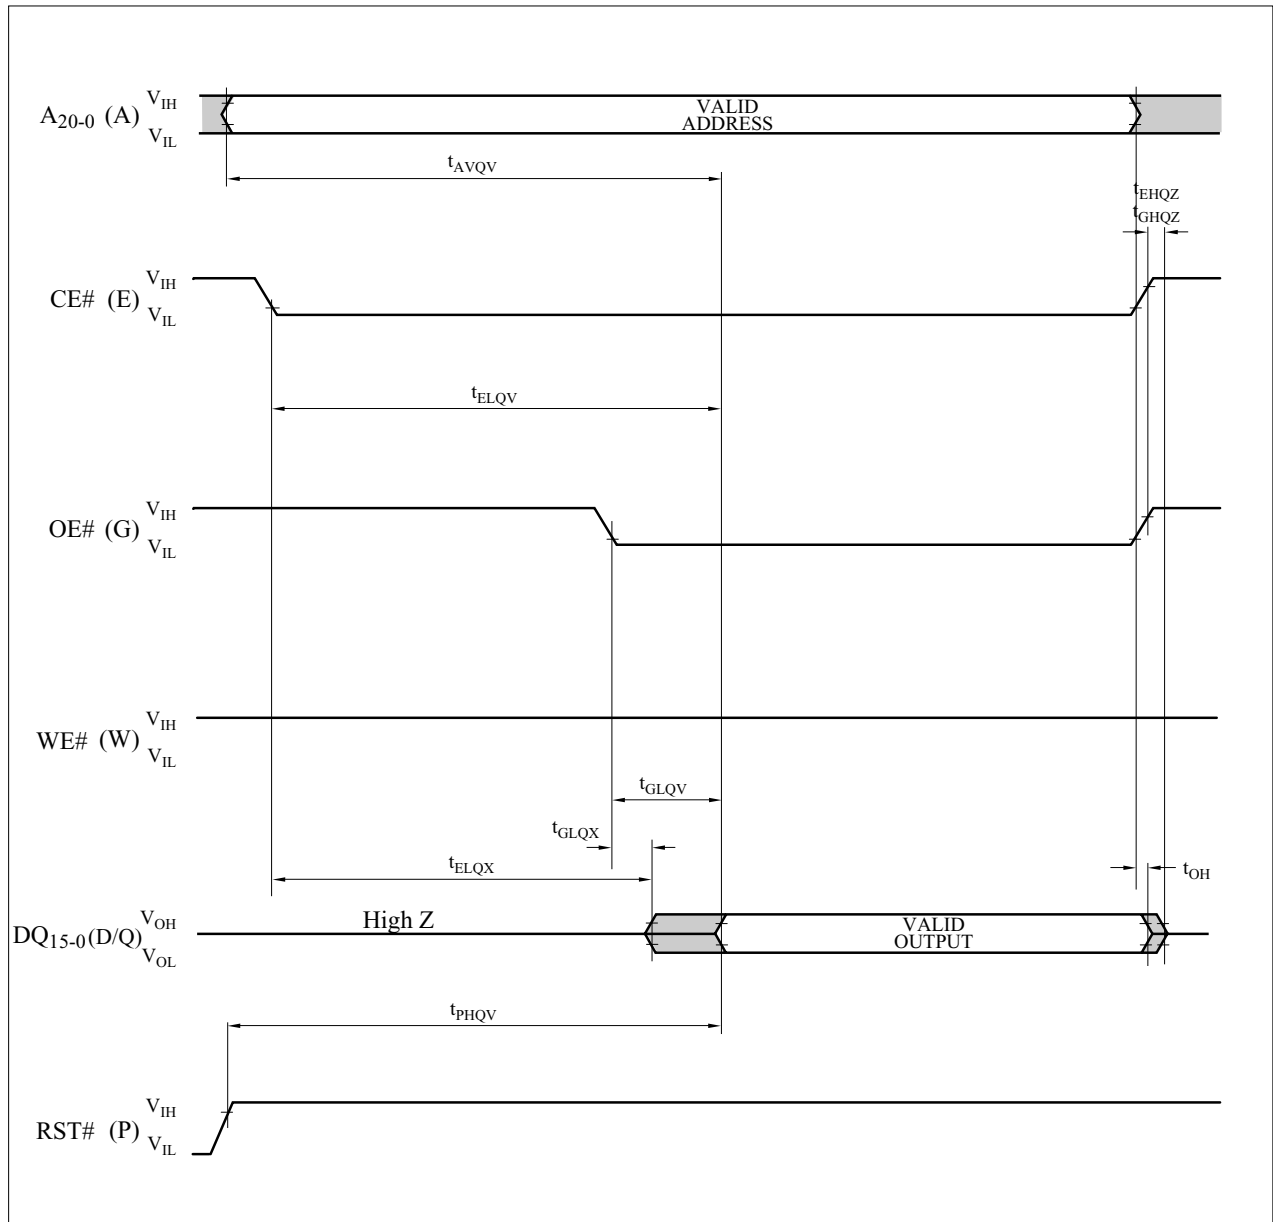 VIH
A20-0 (A)
VIL
VALID
ADDRESS
tAVQV
tEHQZ
tGHQZ
VIH
CE# (E)
VIL
tELQV
VIH
OE# (G)
VIL
VIH
WE# (W)
VIL
tGLQV
tGLQX
tELQX
tOH
VOH
DQ15-0 (D/Q)
VOL
High Z
VALID
OUTPUT
tPHQV
VIH
RST# (P)
VIL